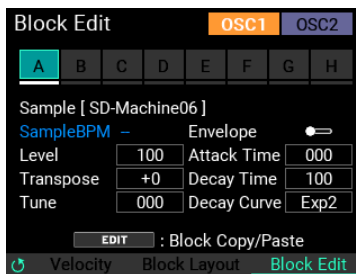 Block Edit OSC1 OSC2
A B C D E F G H
Sample [ SD-Machine06 ]
SampleBPM – Envelope
Level 100 Attack Time 000
Transpose +0 Decay Time 100
Tune 000 Decay Curve Exp2
EDIT : Block Copy/Paste
Velocity Block Layout Block Edit